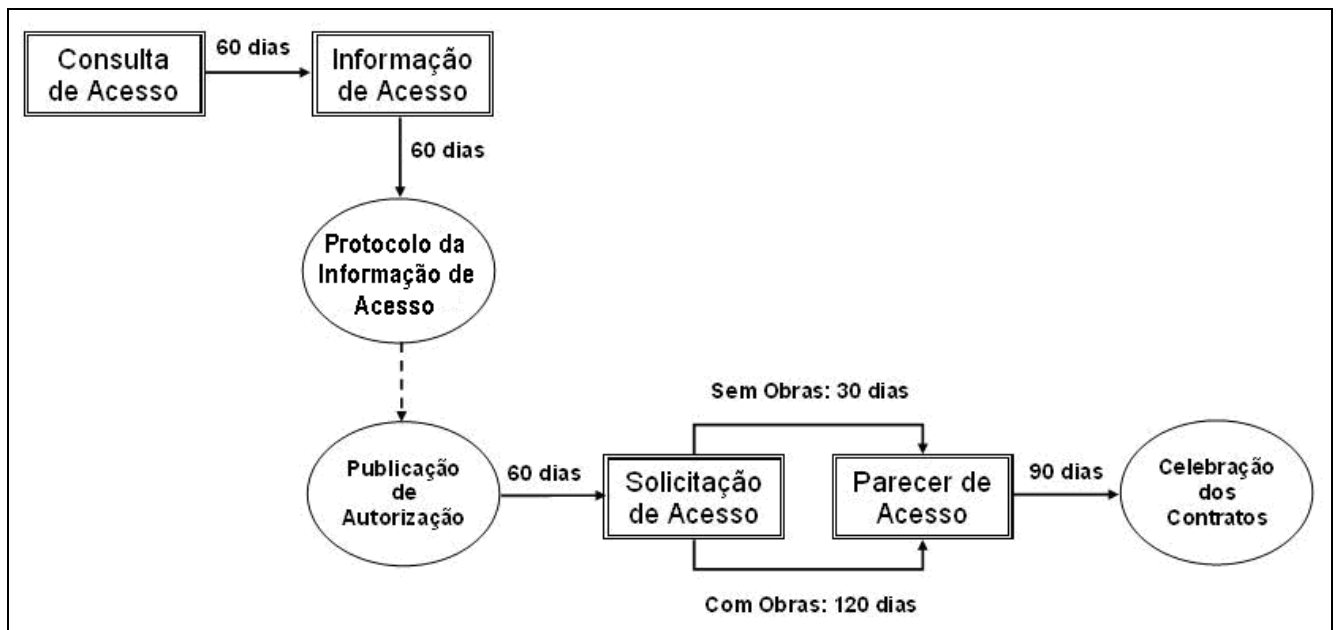 Consulta
de Acesso
60 dias
Informação
de Acesso
60 dias
Protocolo da
Informação de
Acesso
Publicação
de
Autorização
60 dias
Solicitação
de Acesso
Sem Obras: 30 dias
Com Obras: 120 dias
Parecer de
Acesso
90 dias
Celebração
dos
Contratos